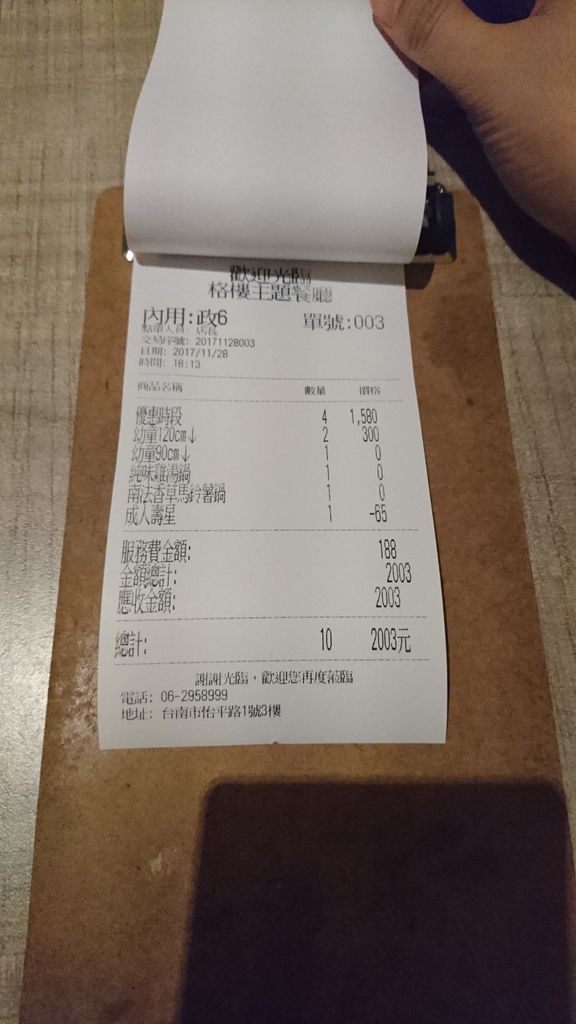 歡迎光臨
格樓主題餐廳
內用:政6 單號:003
點單人員: 店長
交易序號: 20171128003
日期: 2017/11/28
時間: 18:13
商品名稱 數量 價格
優惠時段 4 1,580
幼童120cm↓ 2 300
幼童90cm↓ 1 0
純味雞湯鍋 1 0
南法香草馬鈴薯鍋 1 0
成人壽星 1 -65
服務費金額: 188
金額總計: 2003
應收金額: 2003
總計: 10 2003元
謝謝光臨，歡迎您再度蒞臨
電話: 06-2958999
地址: 台南市怡平路1號3樓